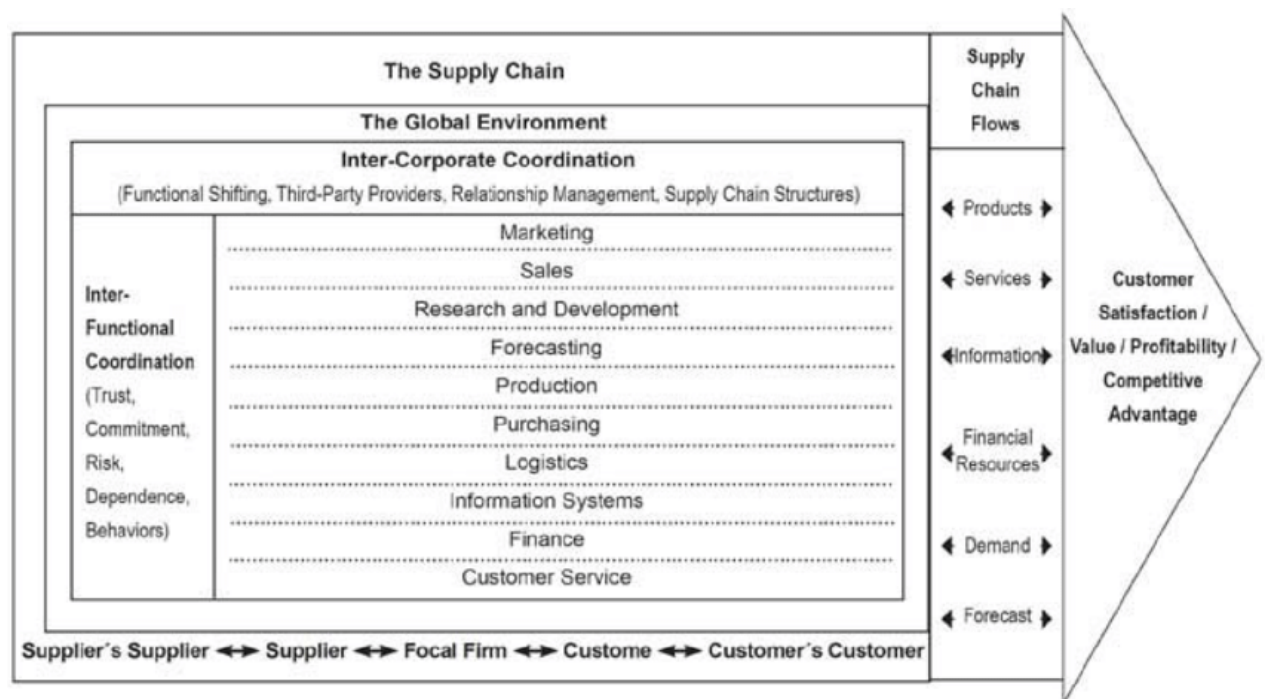 The Supply Chain
The Global Environment
Inter-Corporate Coordination
(Functional Shifting, Third-Party Providers, Relationship Management, Supply Chain Structures)
Inter-
Functional
Coordination
(Trust,
Commitment,
Risk,
Dependence,
Behaviors)
Marketing
Sales
Research and Development
Forecasting
Production
Purchasing
Logistics
Information Systems
Finance
Customer Service
Supplier´s Supplier Supplier Focal Firm Custome Customer´s Customer
Supply
Chain
Flows
Products
Services
Information
Financial
Resources
Demand
Forecast
Customer
Satisfaction /
Value / Profitability /
Competitive
Advantage